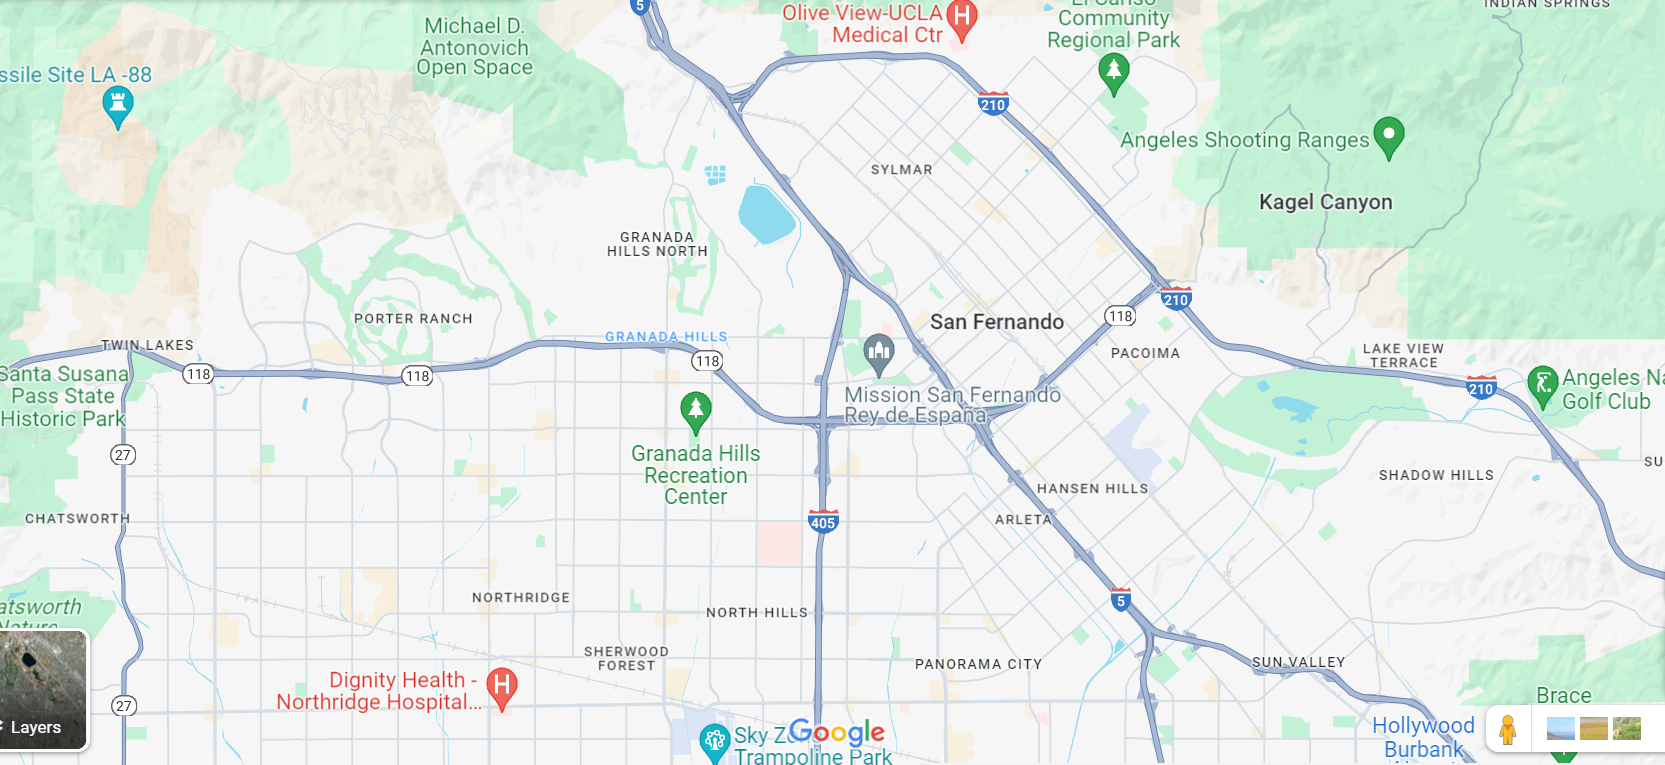 5
INDIAN SPRINGS
Michael D.
Antonovich
Open Space
Olive View-UCLA
Medical Ctr
El Cariso
Community
Regional Park
ssile Site LA -88
210
Angeles Shooting Ranges
SYLMAR
Kagel Canyon
GRANADA
HILLS NORTH
210
PORTER RANCH
San Fernando
118
GRANADA HILLS
TWIN LAKES
118
PACOIMA
LAKE VIEW
TERRACE
Santa Susana
Pass State
Historic Park
118
118
Mission San Fernando
Rey de España
210
Angeles Na
Golf Club
27
Granada Hills
Recreation
Center
SHADOW HILLS
SU
HANSEN HILLS
CHATSWORTH
405
ARLETA
atsworth
Nature
NORTHRIDGE
NORTH HILLS
5
SHERWOOD
FOREST
PANORAMA CITY
SUN VALLEY
Dignity Health -
Northridge Hospital...
27
Layers
Sky Zo
Trampoline Park
Google
Brace
Hollywood
Burbank